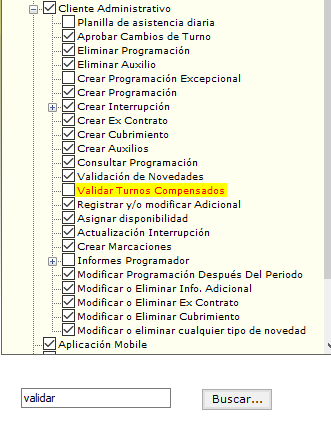 Cliente Administrativo
Planilla de asistencia diaria
Aprobar Cambios de Turno
Eliminar Programación
Eliminar Auxilio
Crear Programación Excepcional
Crear Programación
Crear Interrupción
Crear Ex Contrato
Crear Cubrimiento
Crear Auxilios
Consultar Programación
Validación de Novedades
Validar Turnos Compensados
Registrar y/o modificar Adicional
Asignar disponibilidad
Actualización Interrupción
Crear Marcaciones
Informes Programador
Modificar Programación Después Del Periodo
Modificar o Eliminar Info. Adicional
Modificar o Eliminar Ex Contrato
Modificar o Eliminar Cubrimiento
Modificar o eliminar cualquier tipo de novedad
Aplicación Mobile
validar
Buscar...